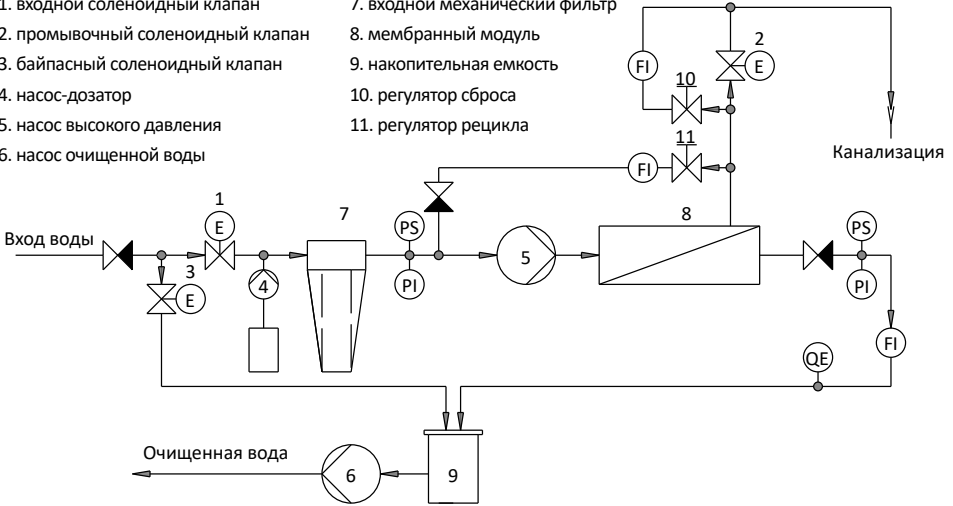 1. входной соленоидный клапан
2. промывочный соленоидный клапан
3. байпасный соленоидный клапан
4. насос-дозатор
5. насос высокого давления
6. насос очищенной воды
7. входной механический фильтр
8. мембранный модуль
9. накопительная емкость
10. регулятор сброса
11. регулятор рецикла
2
FI
E
10
11
FI
Канализация
1
E
7
PS
8
PS
Вход воды
3
E
4
PI
5
PI
FI
QE
Очищенная вода
6
9